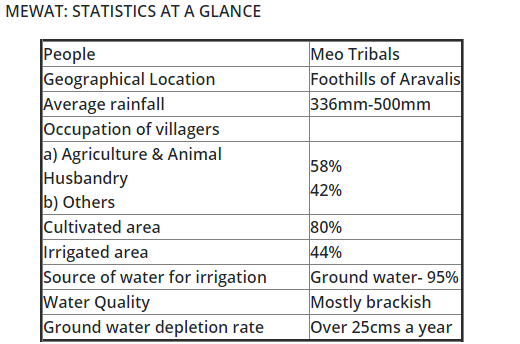 MEWAT: STATISTICS AT A GLANCE
People Meo Tribals
Geographical Location Foothills of Aravalis
Average rainfall 336mm-500mm
Occupation of villagers
a) Agriculture & Animal
Husbandry
b) Others
58%
42%
Cultivated area 80%
Irrigated area 44%
Source of water for irrigation Ground water- 95%
Water Quality Mostly brackish
Ground water depletion rate Over 25cms a year